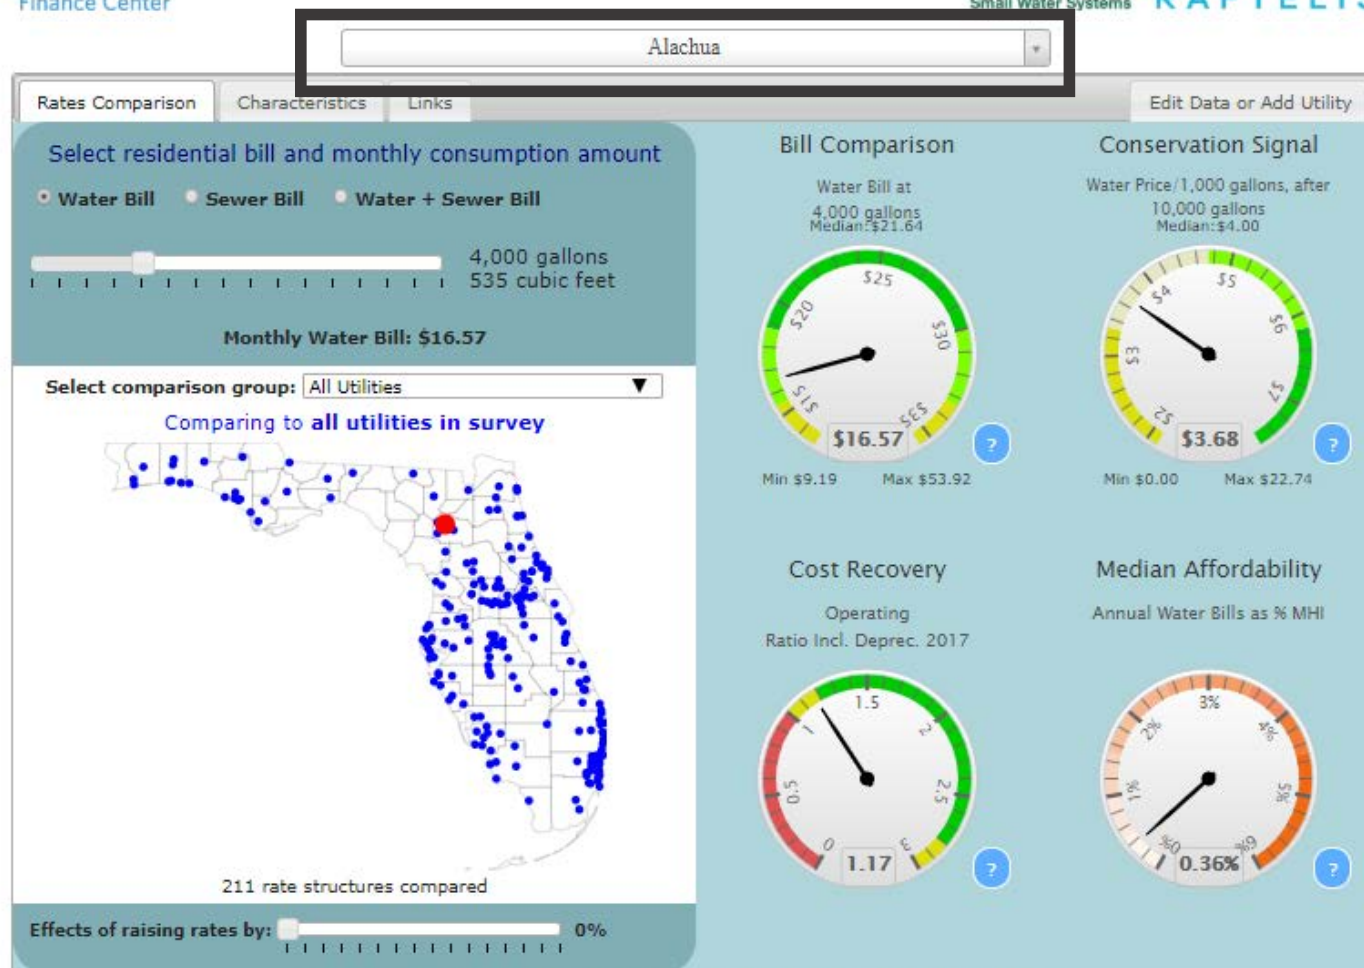 Finance Center
Small Water Systems
RAFTELIS
Alachua
Rates Comparison
Characteristics
Links
Edit Data or Add Utility
Select residential bill and monthly consumption amount
Water Bill
Sewer Bill
Water + Sewer Bill
4,000 gallons
535 cubic feet
Monthly Water Bill: $16.57
Select comparison group:
All Utilities
▼
Comparing to all utilities in survey
211 rate structures compared
Effects of raising rates by:
0%
Bill Comparison
Water Bill at
4,000 gallons
Median:$21.64
$15
$20
$25
$30
$35
$16.57
?
Min $9.19
Max $53.92
Conservation Signal
Water Price/1,000 gallons, after
10,000 gallons
Median:$4.00
$2
$3
$4
$5
$6
$7
$3.68
?
Min $0.00
Max $22.74
Cost Recovery
Operating
Ratio Incl. Deprec. 2017
0
0.5
1
1.5
2
2.5
3
1.17
?
Median Affordability
Annual Water Bills as % MHI
0%
1%
2%
3%
4%
5%
6%
0.36%
?